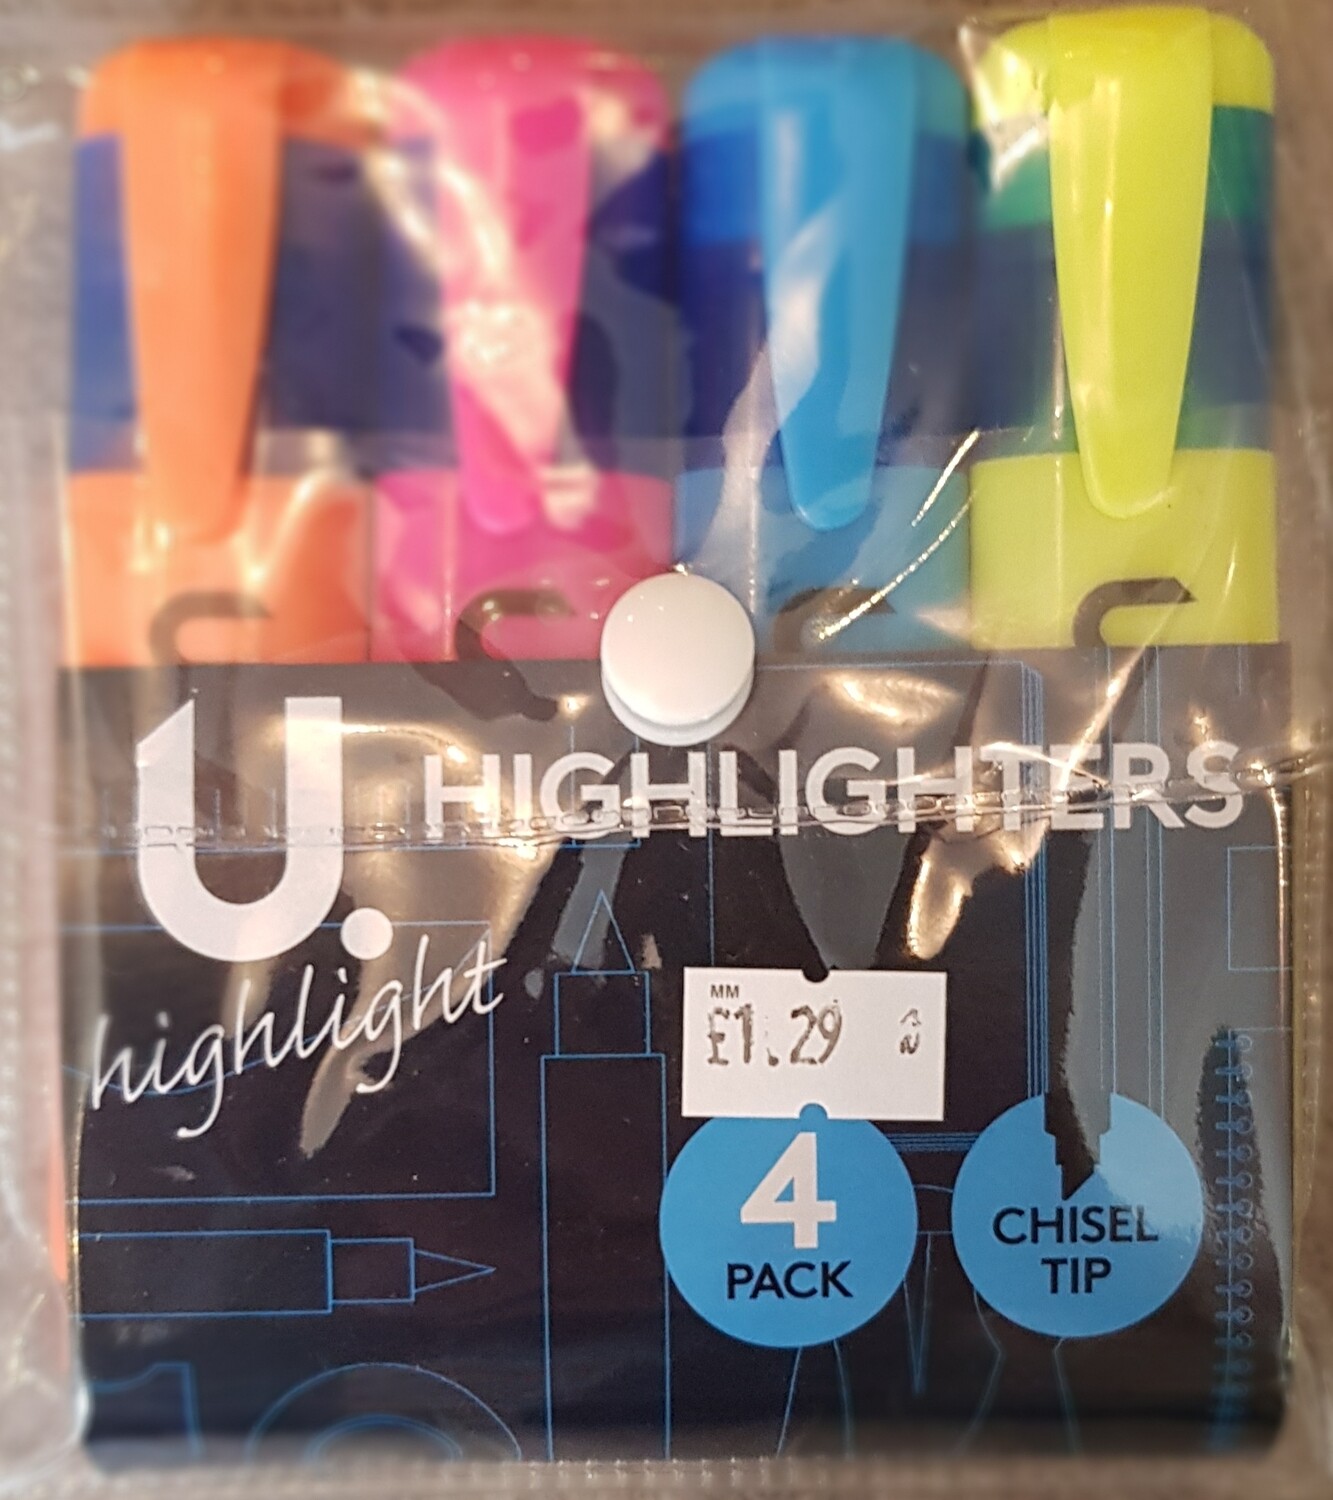 U.
HIGHLIGHTERS
highlight
MM
£1.29
4
PACK
CHISEL
TIP